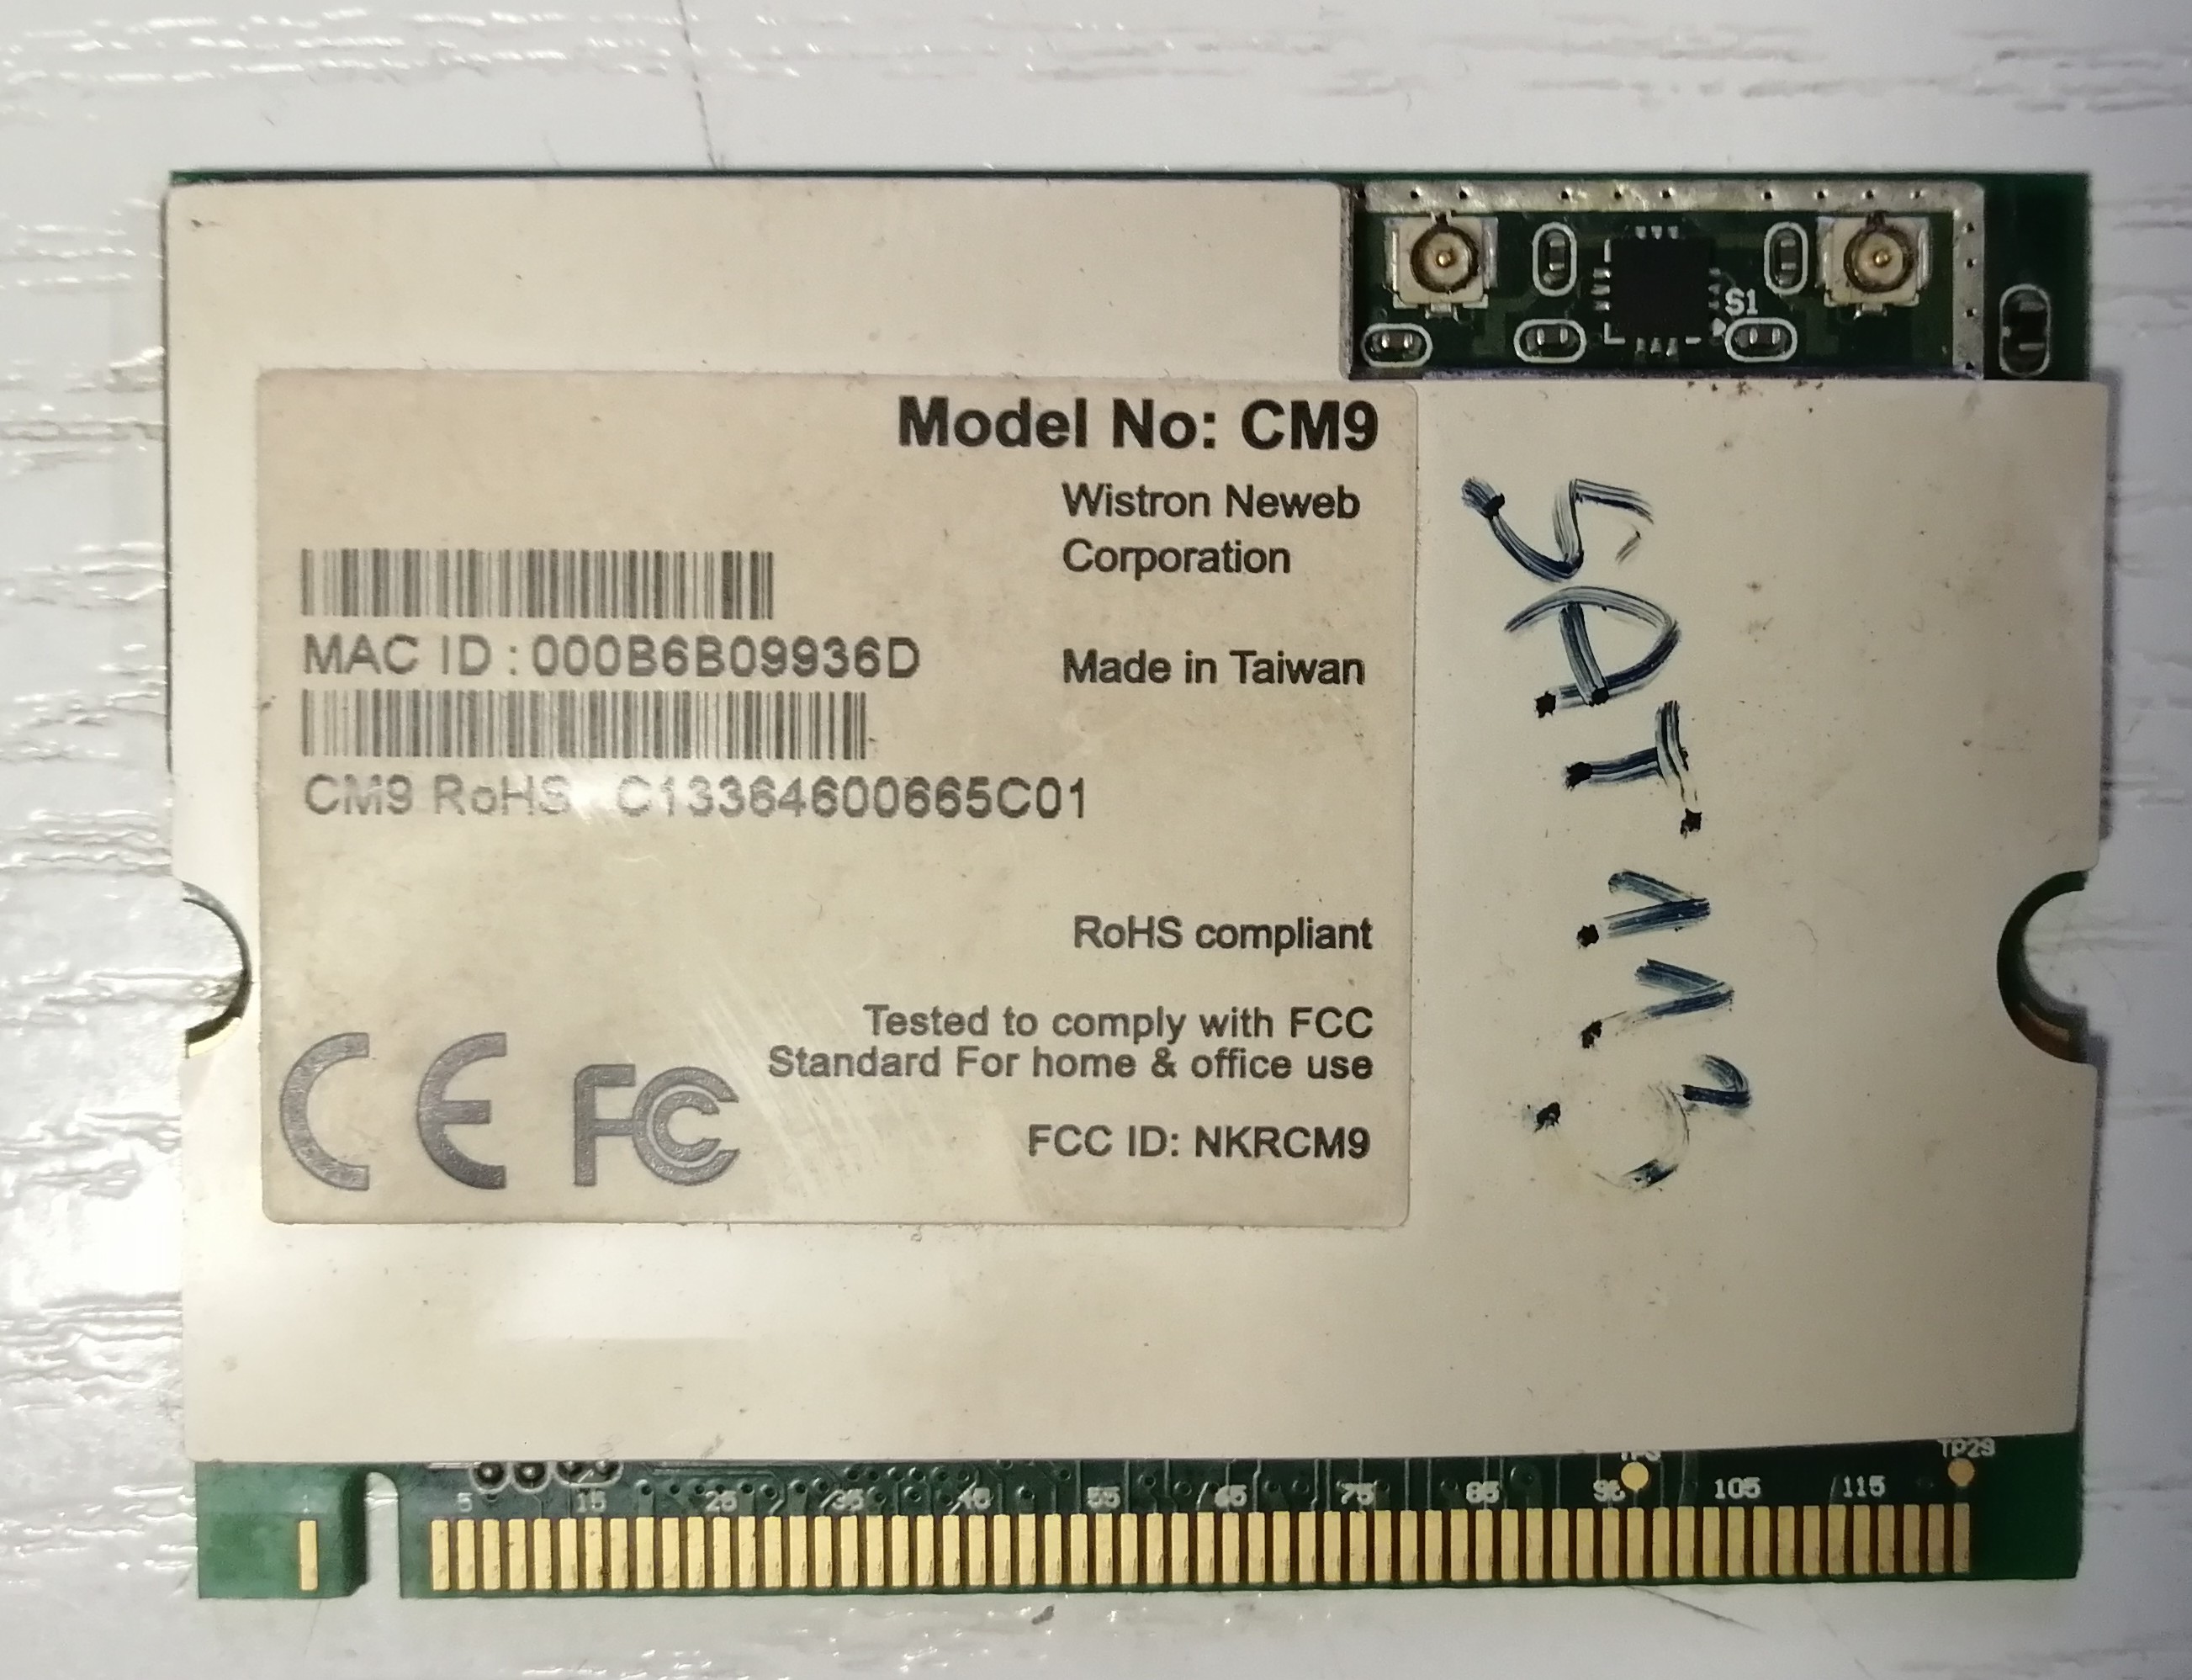 S1
Model No: CM9
Wistron Neweb
Corporation
MAC ID : 000B6B09936D
Made in Taiwan
CM9 RoHS C13364600665C01
RoHS compliant
Tested to comply with FCC
Standard For home & office use
CE FC
FCC ID: NKRCM9
SAT
TP29
1 5 15 25 35 45 55 65 75 85 95 105 115